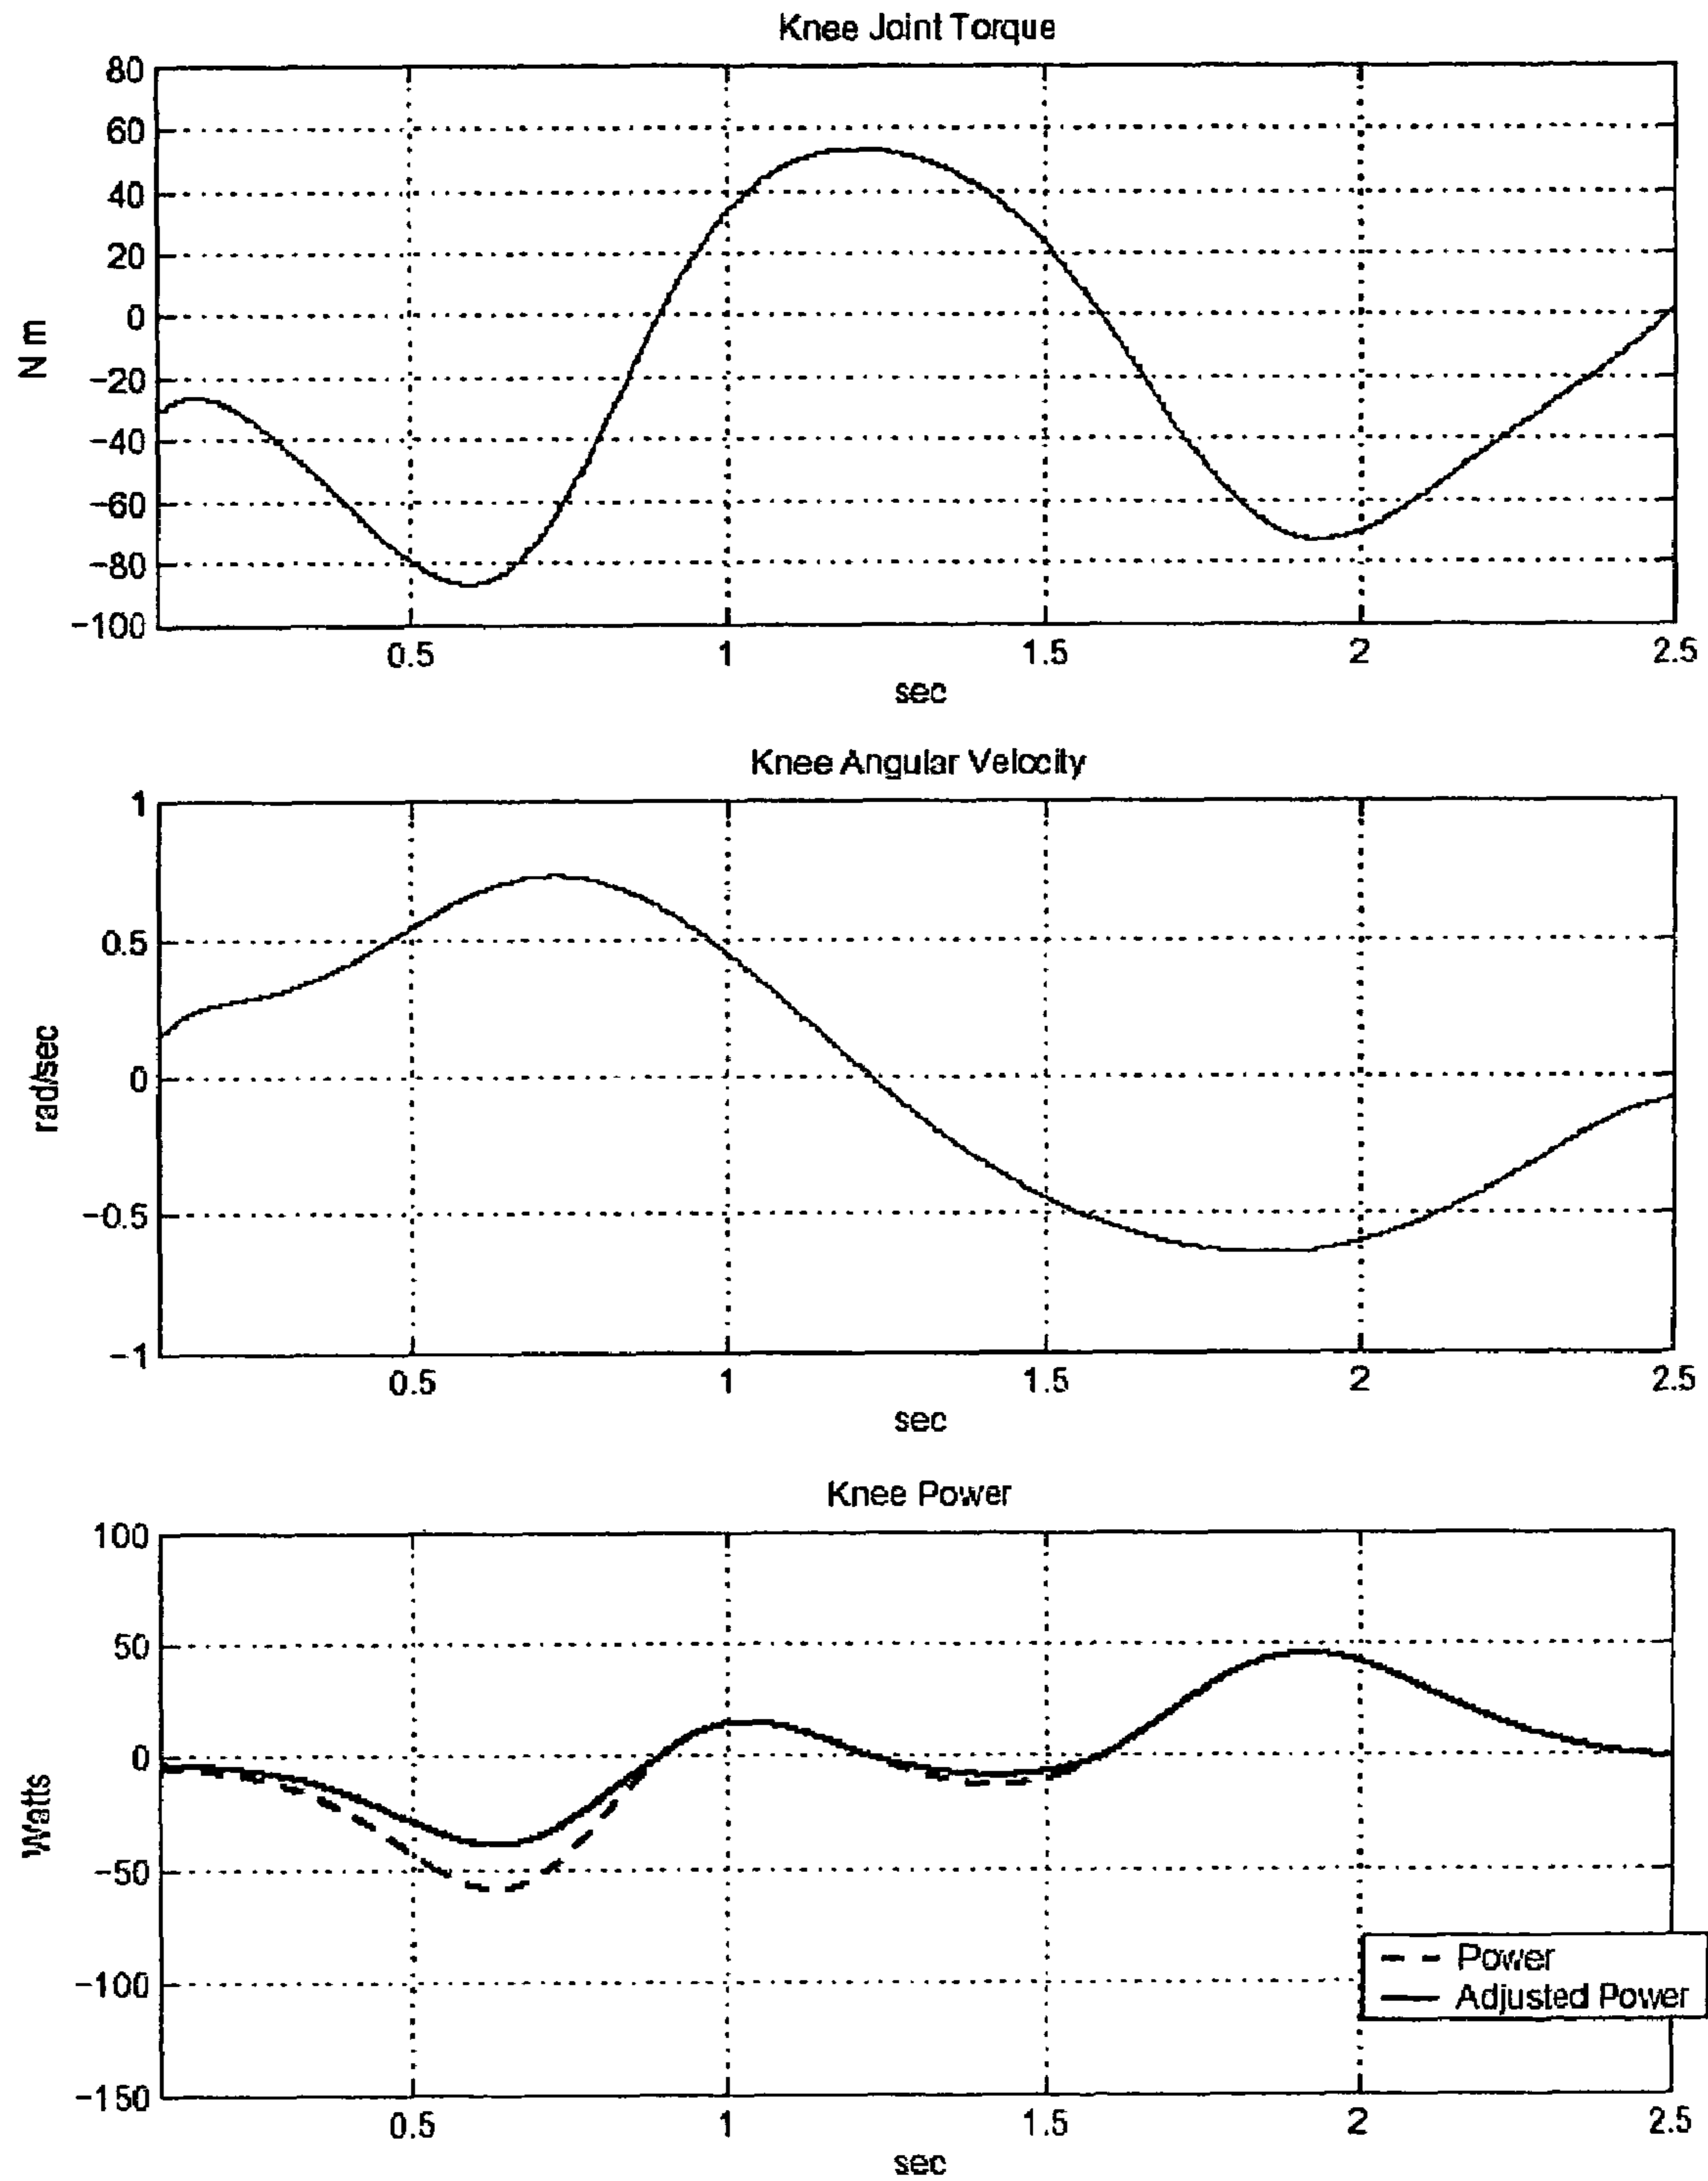 Knee Joint Torque
80
60
40
20
0
−20
−40
−60
−80
−100
N m
0.5 1 1.5 2 2.5
sec
Knee Angular Velocity
1
0.5
0
−0.5
−1
rad/sec
0.5 1 1.5 2 2.5
sec
Knee Power
100
50
0
−50
−100
−150
Watts
Power
Adjusted Power
0.5 1 1.5 2 2.5
sec